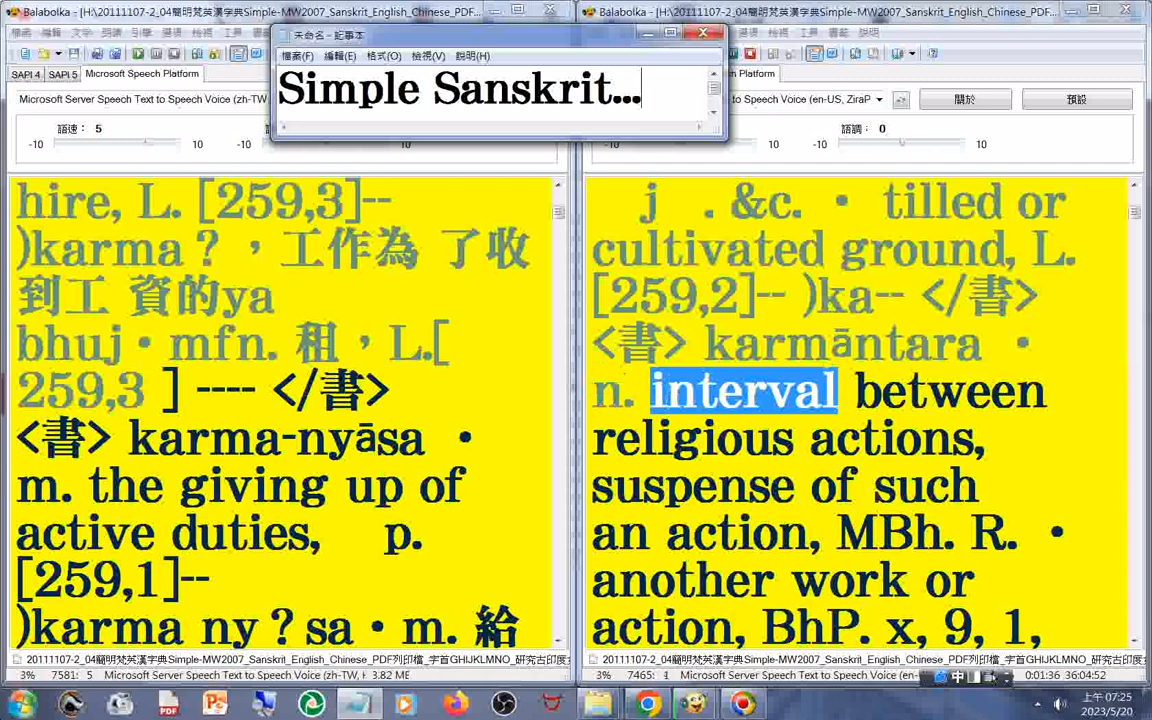 Balabolka - [H:\20111107-2_04簡明梵英漢字典Simple-MW2007_Sanskrit_English_Chinese_PDF...
Balabolka - [H:\20111107-2_04簡明梵英漢字典Simple-MW2007_Sanskrit_English_Chinese_PDF...
未命名 - 記事本
檔案(F) 編輯(E) 格式(O) 檢視(V) 說明(H)
Simple Sanskrit...
SAPI 4 SAPI 5 Microsoft Speech Platform
Microsoft Server Speech Text to Speech Voice (zh-TW
語速： 5
-10 10 -10
hire, L. [259,3]--
)karma？，工作為 了收
到工 資的ya
bhuj • mfn. 租，L.[
259,3 ] ---- </書>
<書> karma-nyāsa •
m. the giving up of
active duties, p.
[259,1]--
)karma ny？sa • m. 給
20111107-2_04簡明梵英漢字典Simple-MW2007_Sanskrit_English_Chinese_PDF列印檔_字首GHIJKLMNO_研究古印度
3% 7581: 5 Microsoft Server Speech Text to Speech Voice (zh-TW, 3.82 MB
Platform
to Speech Voice (en-US, ZiraP 關於 預設
語調： 0
10 -10 10
j . &c. • tilled or
cultivated ground, L.
[259,2]-- )ka-- </書>
<書> karmāntara •
n. interval between
religious actions,
suspense of such
an action, MBh. R. •
another work or
action, BhP. x, 9, 1,
20111107-2_04簡明梵英漢字典Simple-MW2007_Sanskrit_English_Chinese_PDF列印檔_字首GHIJKLMNO_研究古印度
3% 7465: 1 Microsoft Server Speech Text to Speech Voice (en-US 中 0:01:36 36:04:52
上午 07:25
2023/5/20